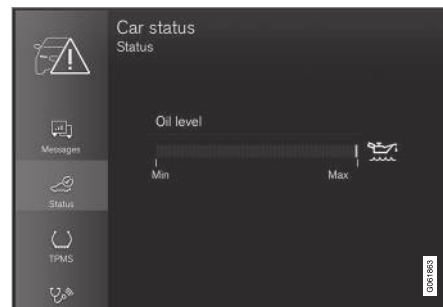 Car status
Status
Messages
Status
TPMS
Oil level
Min Max
G061863